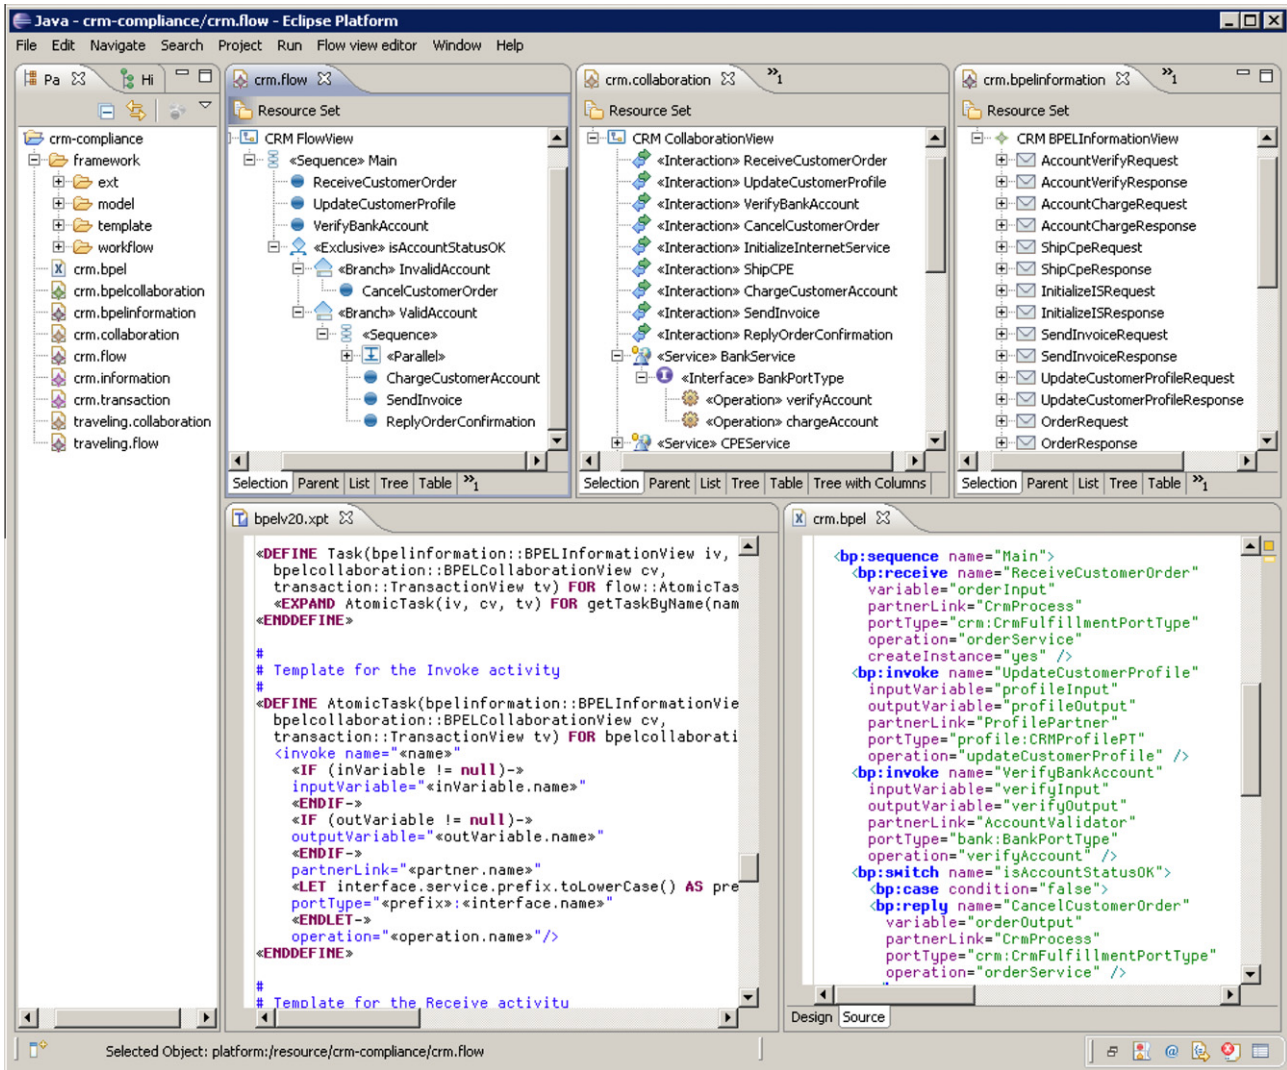 Java - crm-compliance/crm.flow - Eclipse Platform
File Edit Navigate Search Project Run Flow view editor Window Help
Pa Hi
crm-compliance
framework
ext
model
template
workflow
crm.bpel
crm.bpelcollaboration
crm.bpelinformation
crm.collaboration
crm.flow
crm.information
crm.transaction
traveling.collaboration
traveling.flow
crm.flow
Resource Set
CRM FlowView
«Sequence» Main
ReceiveCustomerOrder
UpdateCustomerProfile
VerifyBankAccount
«Exclusive» isAccountStatusOK
«Branch» InvalidAccount
CancelCustomerOrder
«Branch» ValidAccount
«Sequence»
«Parallel»
ChargeCustomerAccount
SendInvoice
ReplyOrderConfirmation
Selection Parent List Tree Table »1
crm.collaboration »1
Resource Set
CRM CollaborationView
«Interaction» ReceiveCustomerOrder
«Interaction» UpdateCustomerProfile
«Interaction» VerifyBankAccount
«Interaction» CancelCustomerOrder
«Interaction» InitializeInternetService
«Interaction» ShipCPE
«Interaction» ChargeCustomerAccount
«Interaction» SendInvoice
«Interaction» ReplyOrderConfirmation
«Service» BankService
«Interface» BankPortType
«Operation» verifyAccount
«Operation» chargeAccount
«Service» CPEService
Selection Parent List Tree Table Tree with Columns
crm.bpelinformation »1
Resource Set
CRM BPELInformationView
AccountVerifyRequest
AccountVerifyResponse
AccountChargeRequest
AccountChargeResponse
ShipCpeRequest
ShipCpeResponse
InitializeISRequest
InitializeISResponse
SendInvoiceRequest
SendInvoiceResponse
UpdateCustomerProfileRequest
UpdateCustomerProfileResponse
OrderRequest
OrderResponse
Selection Parent List Tree Table »1
bpelv20.xpt
«DEFINE Task(bpelinformation::BPELInformationView iv,
bpelcollaboration::BPELCollaborationView cv,
transaction::TransactionView tv) FOR flow::AtomicTas
«EXPAND AtomicTask(iv, cv, tv) FOR getTaskByName(nam
«ENDDEFINE»
#
# Template for the Invoke activity
#
«DEFINE AtomicTask(bpelinformation::BPELInformationVie
bpelcollaboration::BPELCollaborationView cv,
transaction::TransactionView tv) FOR bpelcollaborati
<invoke name="«name»"
«IF (inVariable != null)-»
inputVariable="«inVariable.name»"
«ENDIF-»
«IF (outVariable != null)-»
outputVariable="«outVariable.name»"
«ENDIF-»
partnerLink="«partner.name»"
«LET interface.service.prefix.toLowerCase() AS pre
portType="«prefix»:«interface.name»"
«ENDLET-»
operation="«operation.name»"/>
«ENDDEFINE»
#
# Template for the Receive activity
crm.bpel
<bp:sequence name="Main">
<bp:receive name="ReceiveCustomerOrder"
variable="orderInput"
partnerLink="CrmProcess"
portType="crm:CrmFulfillmentPortType"
operation="orderService"
createInstance="yes" />
<bp:invoke name="UpdateCustomerProfile"
inputVariable="profileInput"
outputVariable="profileOutput"
partnerLink="ProfilePartner"
portType="profile:CRMProfilePT"
operation="updateCustomerProfile" />
<bp:invoke name="VerifyBankAccount"
inputVariable="verifyInput"
outputVariable="verifyOutput"
partnerLink="AccountValidator"
portType="bank:BankPortType"
operation="verifyAccount" />
<bp:switch name="isAccountStatusOK">
<bp:case condition="false">
<bp:reply name="CancelCustomerOrder"
variable="orderOutput"
partnerLink="CrmProcess"
portType="crm:CrmFulfillmentPortType"
operation="orderService" />
Design Source
Selected Object: platform:/resource/crm-compliance/crm.flow